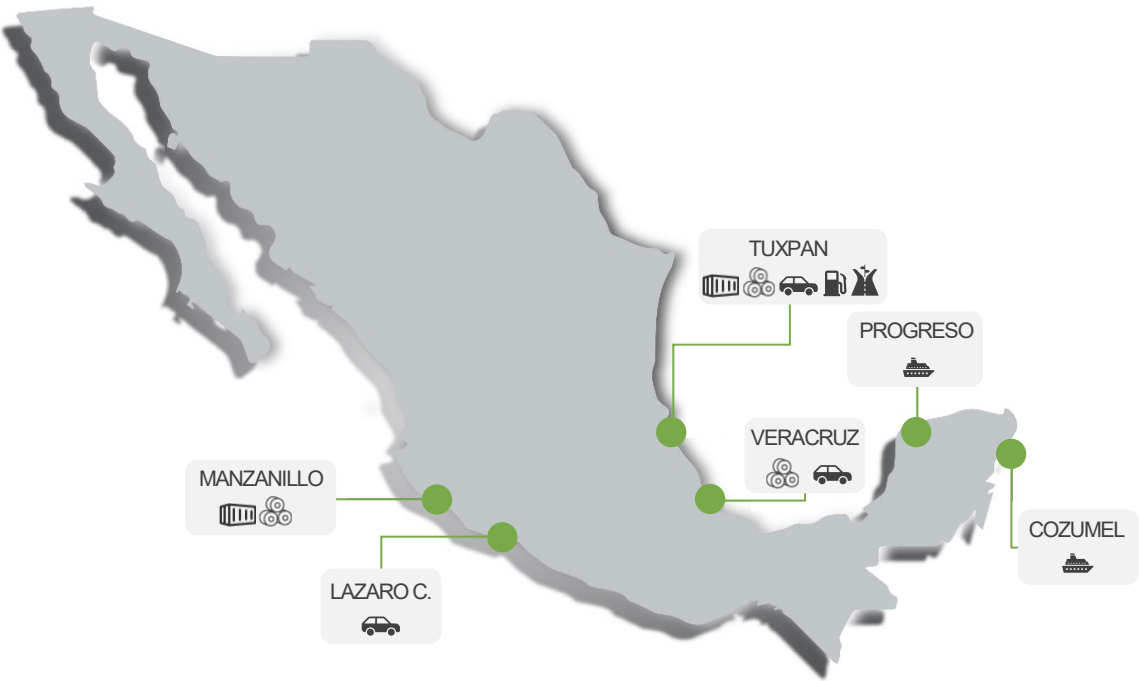 TUXPAN
PROGRESO
VERACRUZ
MANZANILLO
COZUMEL
LAZARO C.